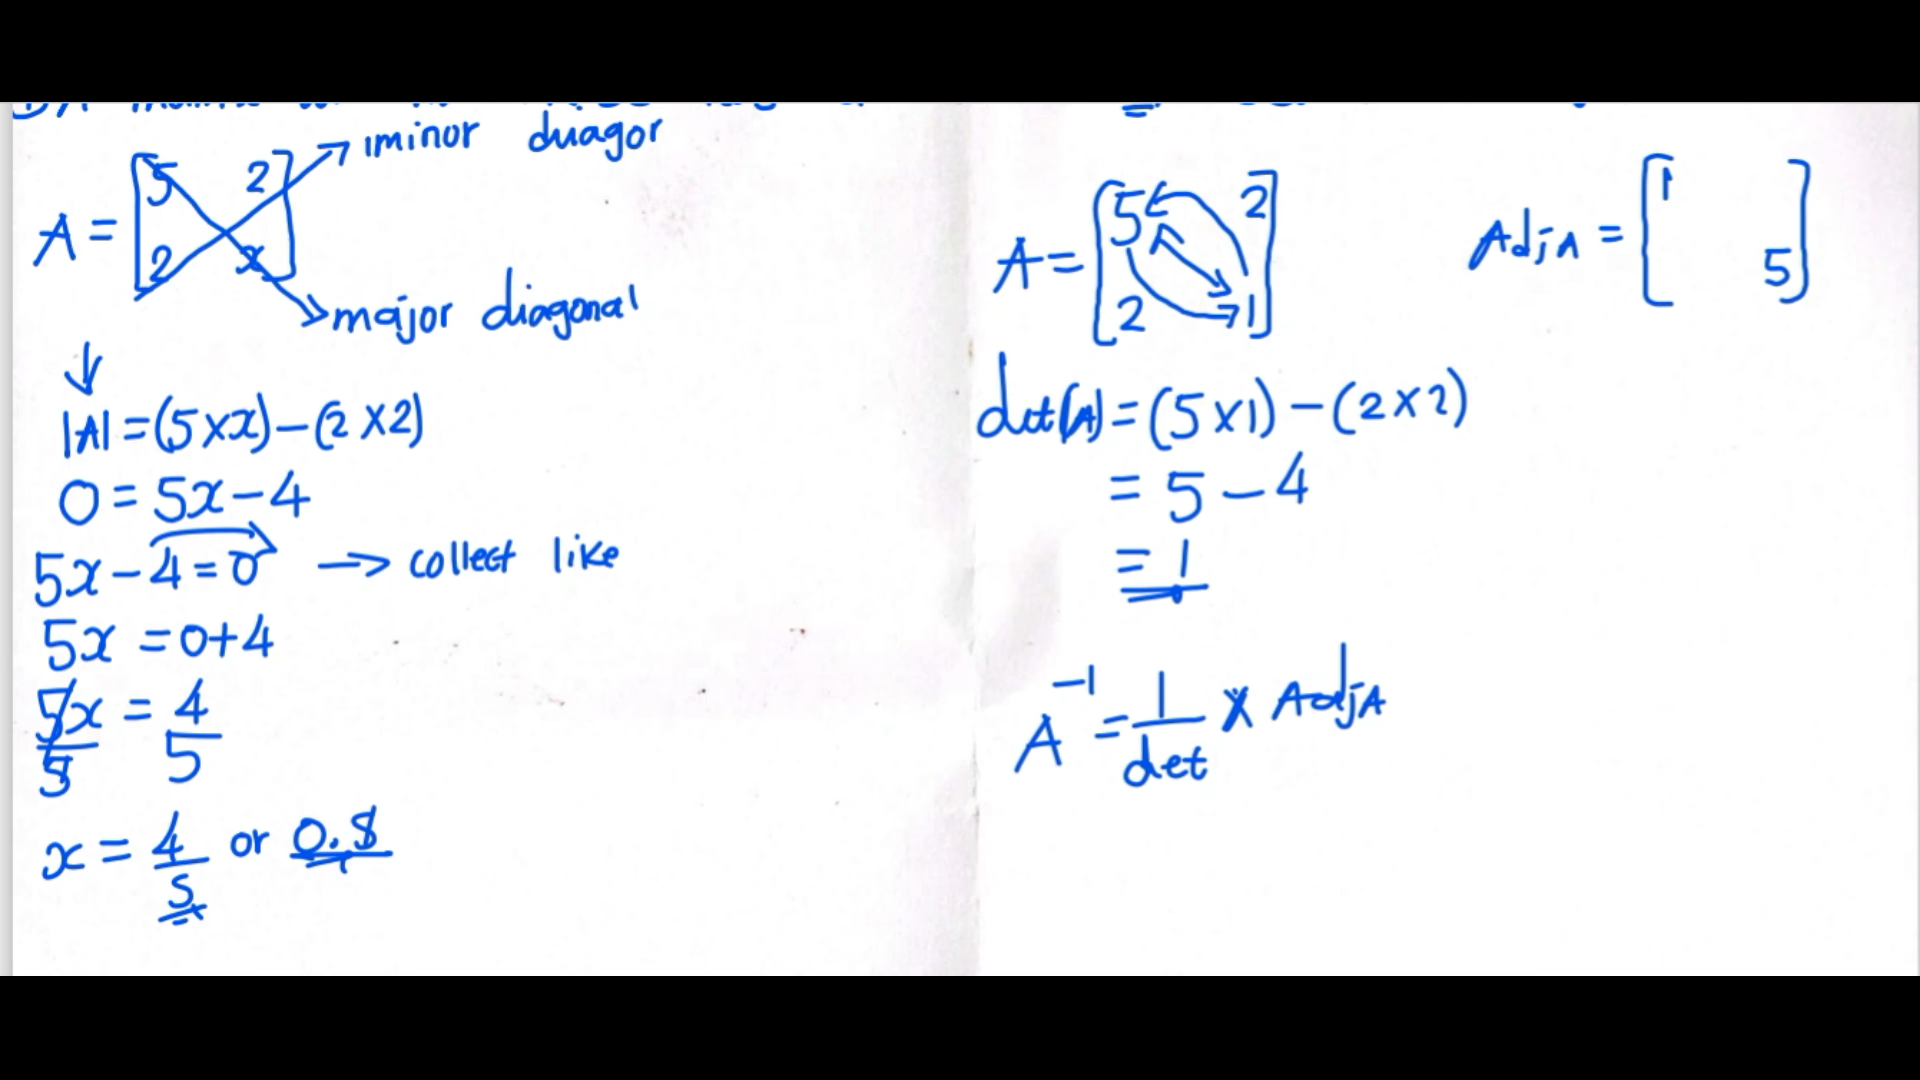 iminor duagor
A = [5 2
2 x]
major diagonal
↓
|A| = (5 × x) − (2 × 2)
0 = 5x − 4
5x − 4 = 0 → collect like
5x = 0 + 4
5x/5 = 4/5
x = 4/5 or 0.8
A = [5 2
2 1]
det(A) = (5 × 1) − (2 × 2)
= 5 − 4
= 1
A⁻¹ = 1/det × AdjA
AdjA = [1
5]